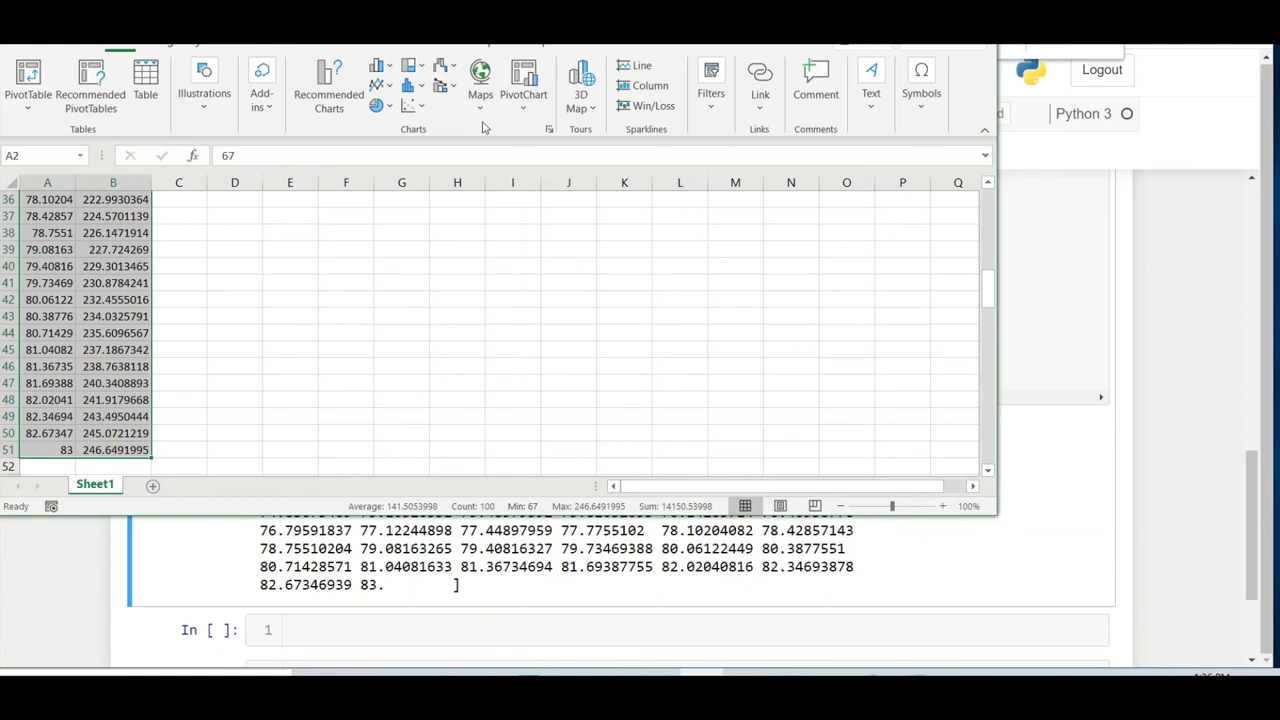 PivotTable
Recommended
PivotTables
Table
Illustrations
Add-
ins
Recommended
Charts
Maps
PivotChart
3D
Map
Line
Column
Win/Loss
Filters
Link
Comment
Text
Symbols
Tables
Charts
Tours
Sparklines
Links
Comments
Logout
Python 3
A2
fx
67
A B C D E F G H I J K L M N O P Q
36 78.10204 222.9930364
37 78.42857 224.5701139
38 78.7551 226.1471914
39 79.08163 227.724269
40 79.40816 229.3013465
41 79.73469 230.8784241
42 80.06122 232.4555016
43 80.38776 234.0325791
44 80.71429 235.6096567
45 81.04082 237.1867342
46 81.36735 238.7638118
47 81.69388 240.3408893
48 82.02041 241.9179668
49 82.34694 243.4950444
50 82.67347 245.0721219
51 83 246.6491995
52
Sheet1
Ready
Average: 141.5053998 Count: 100 Min: 67 Max: 246.6491995 Sum: 14150.53998
100%
76.79591837 77.12244898 77.44897959 77.7755102 78.10204082 78.42857143
78.75510204 79.08163265 79.40816327 79.73469388 80.06122449 80.3877551
80.71428571 81.04081633 81.36734694 81.69387755 82.02040816 82.34693878
82.67346939 83. ]
In [ ]: 1